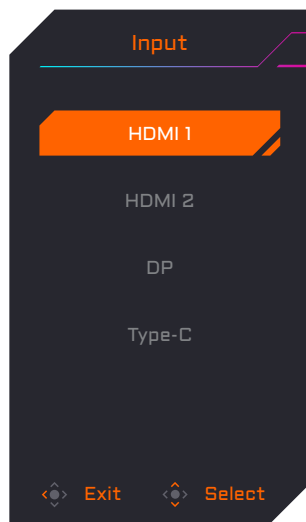 Input
HDMI 1
HDMI 2
DP
Type-C
Exit Select